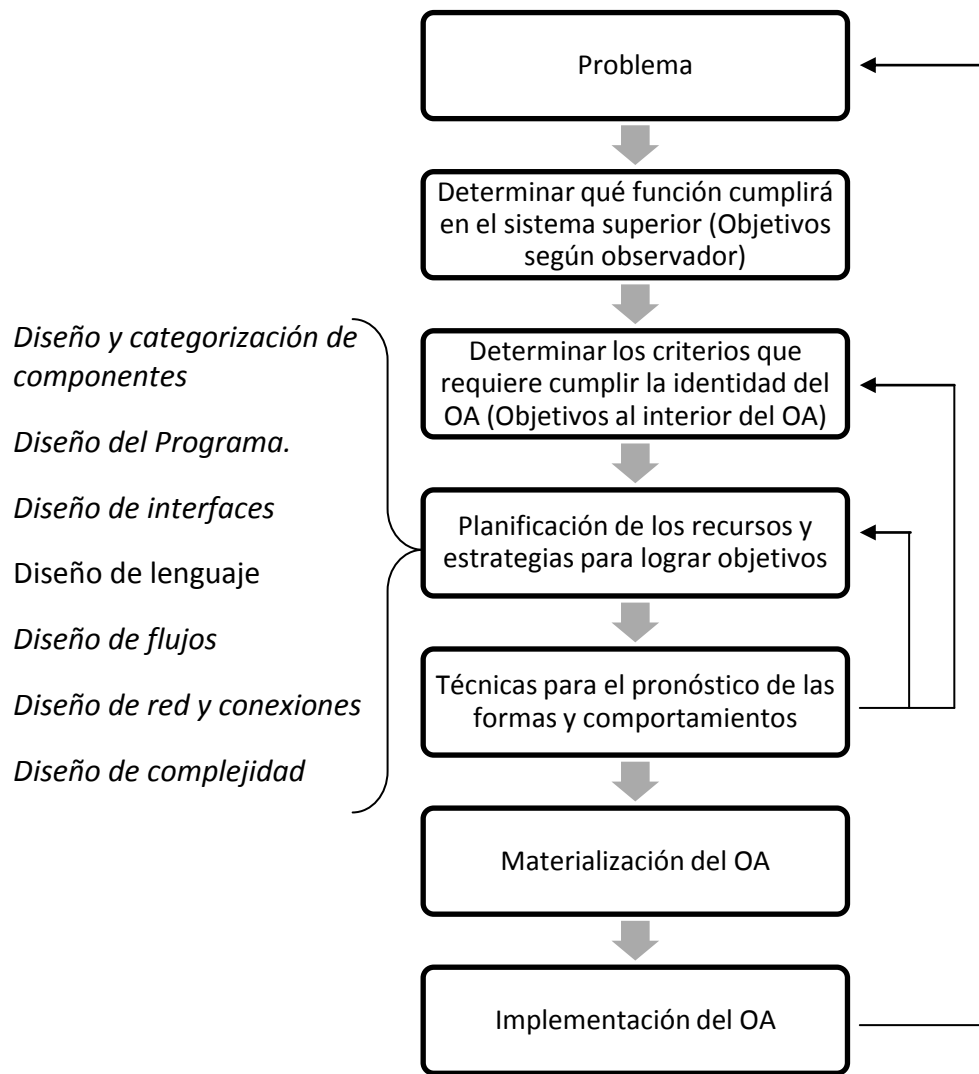 Problema
Determinar qué función cumplirá
en el sistema superior (Objetivos
según observador)
Determinar los criterios que
requiere cumplir la identidad del
OA (Objetivos al interior del OA)
Diseño y categorización de
componentes
Diseño del Programa.
Diseño de interfaces
Diseño de lenguaje
Diseño de flujos
Diseño de red y conexiones
Diseño de complejidad
Planificación de los recursos y
estrategias para lograr objetivos
Técnicas para el pronóstico de las
formas y comportamientos
Materialización del OA
Implementación del OA